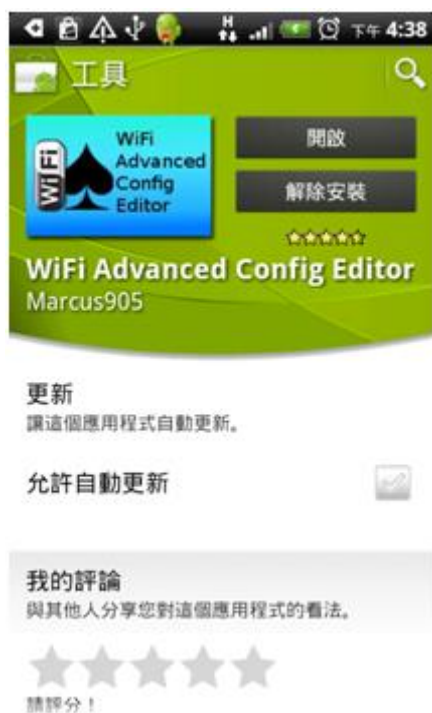 H
下午 4:38
工具
WiFi
WiFi
Advanced
Config
Editor
開啟
解除安裝
WiFi Advanced Config Editor
Marcus905
更新
讓這個應用程式自動更新。
允許自動更新
我的評論
與其他人分享您對這個應用程式的看法。
請評分！